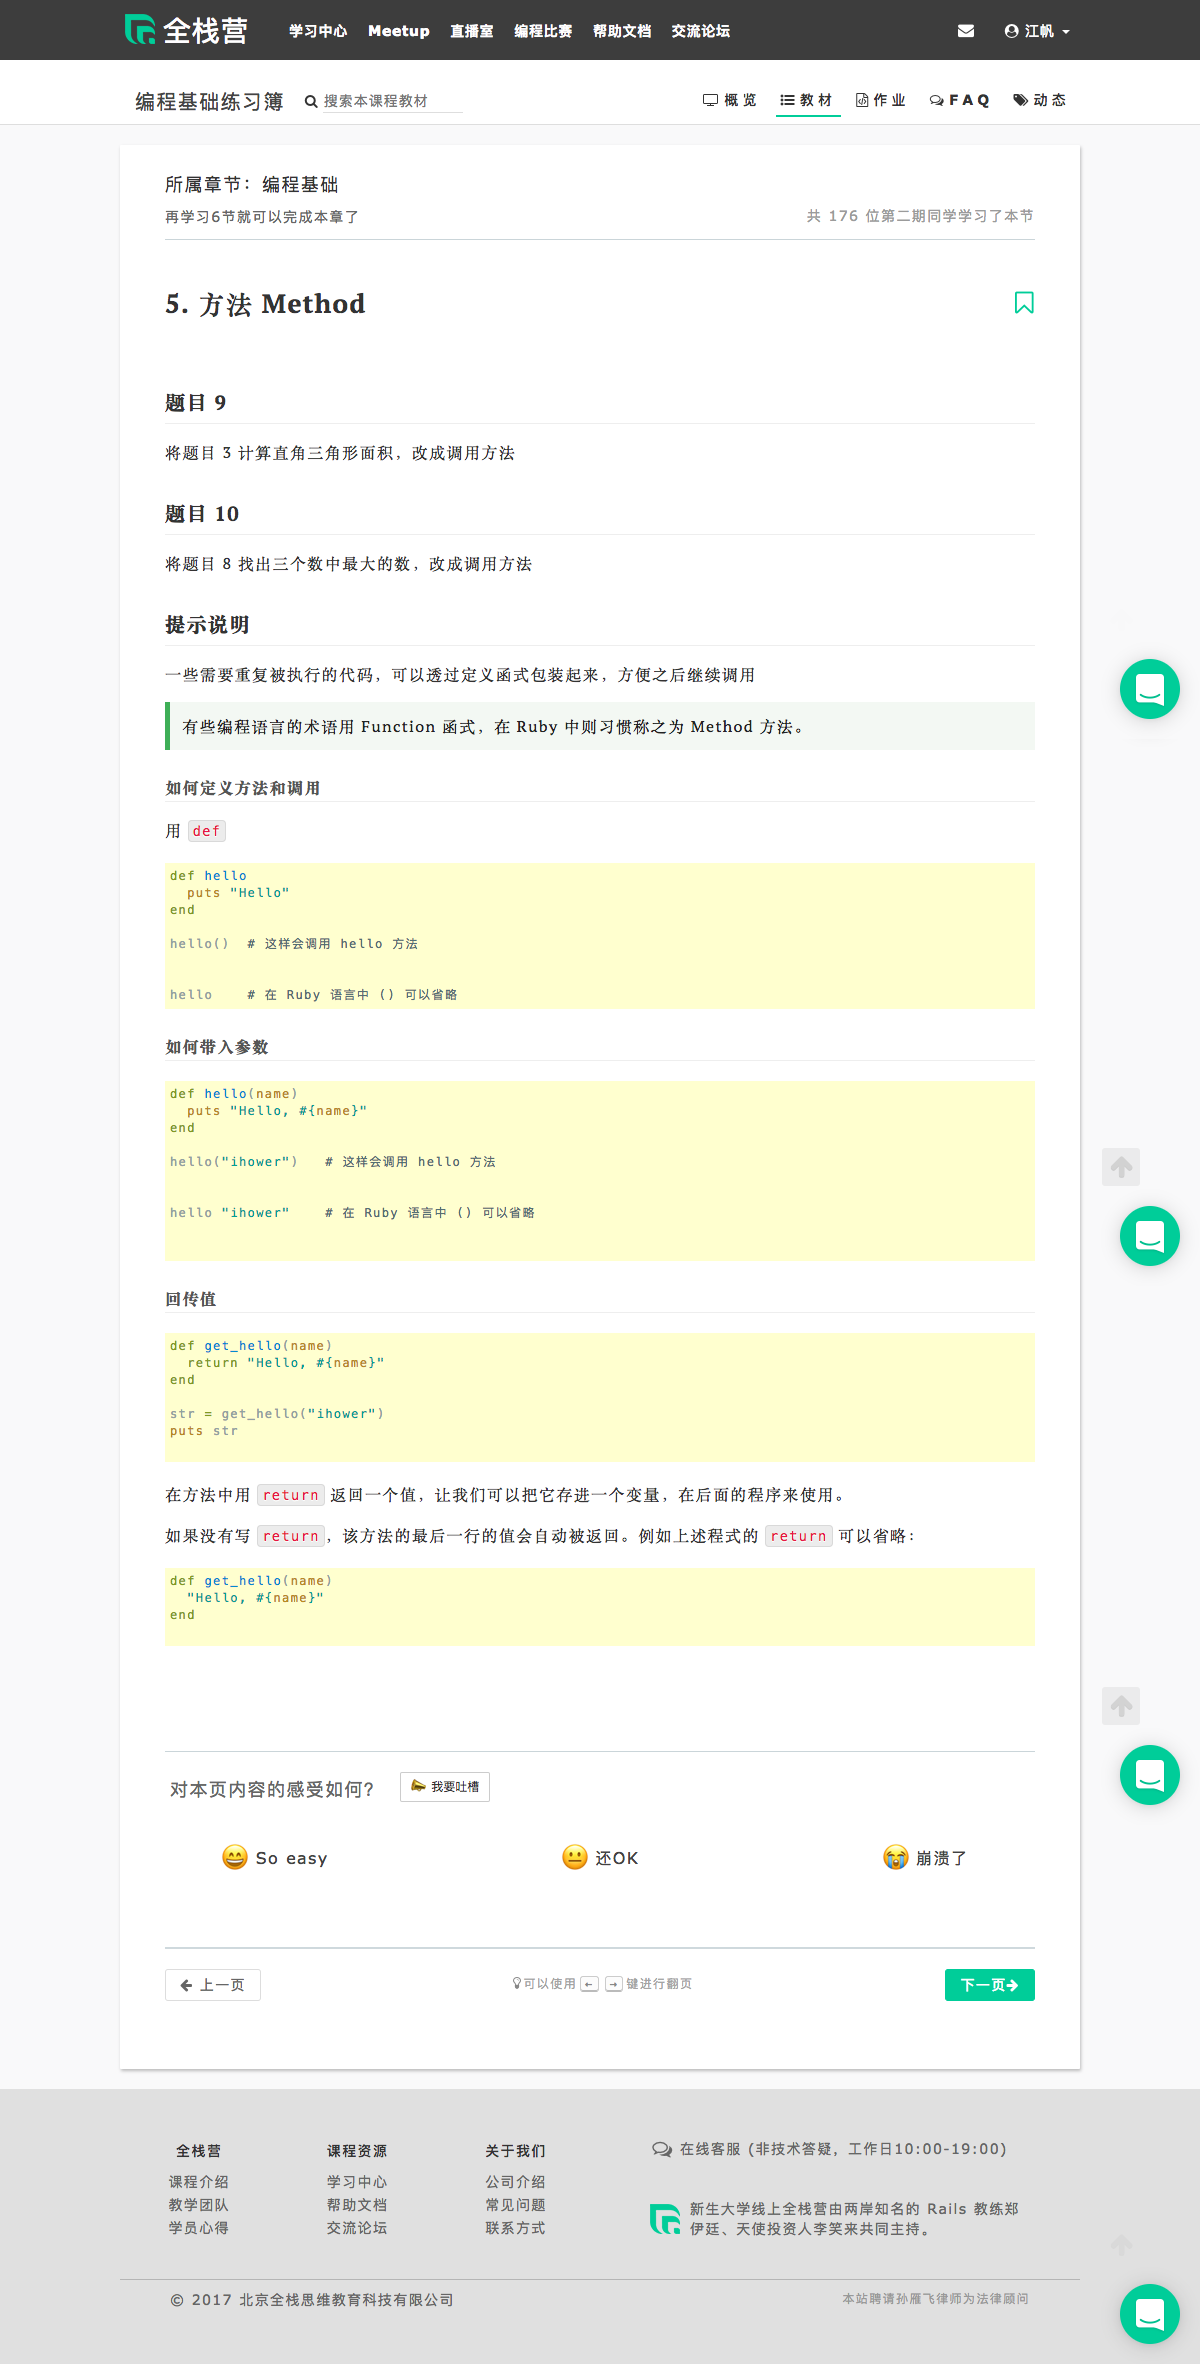 全栈营 学习中心 Meetup 直播室 编程比赛 帮助文档 交流论坛 江帆
编程基础练习簿 搜索本课程教材 概览 教材 作业 FAQ 动态
所属章节：编程基础
再学习6节就可以完成本章了 共 176 位第二期同学学习了本节
5. 方法 Method
题目 9
将题目 3 计算直角三角形面积，改成调用方法
题目 10
将题目 8 找出三个数中最大的数，改成调用方法
提示说明
一些需要重复被执行的代码，可以透过定义函式包装起来，方便之后继续调用
有些编程语言的术语用 Function 函式，在 Ruby 中则习惯称之为 Method 方法。
如何定义方法和调用
用 def
def hello
  puts "Hello"
end
hello()  # 这样会调用 hello 方法
hello    # 在 Ruby 语言中 () 可以省略
如何带入参数
def hello(name)
  puts "Hello, #{name}"
end
hello("ihower")   # 这样会调用 hello 方法
hello "ihower"    # 在 Ruby 语言中 () 可以省略
回传值
def get_hello(name)
  return "Hello, #{name}"
end
str = get_hello("ihower")
puts str
在方法中用 return 返回一个值，让我们可以把它存进一个变量，在后面的程序来使用。
如果没有写 return，该方法的最后一行的值会自动被返回。例如上述程式的 return 可以省略：
def get_hello(name)
  "Hello, #{name}"
end
对本页内容的感受如何? 我要吐槽
So easy 还OK 崩溃了
← 上一页 可以使用 ← → 键进行翻页 下一页→
全栈营 课程资源 关于我们 在线客服 (非技术答疑，工作日10:00-19:00)
课程介绍 学习中心 公司介绍
教学团队 帮助文档 常见问题 新生大学线上全栈营由两岸知名的 Rails 教练郑
学员心得 交流论坛 联系方式 伊廷、天使投资人李笑来共同主持。
© 2017 北京全栈思维教育科技有限公司 本站聘请孙雁飞律师为法律顾问